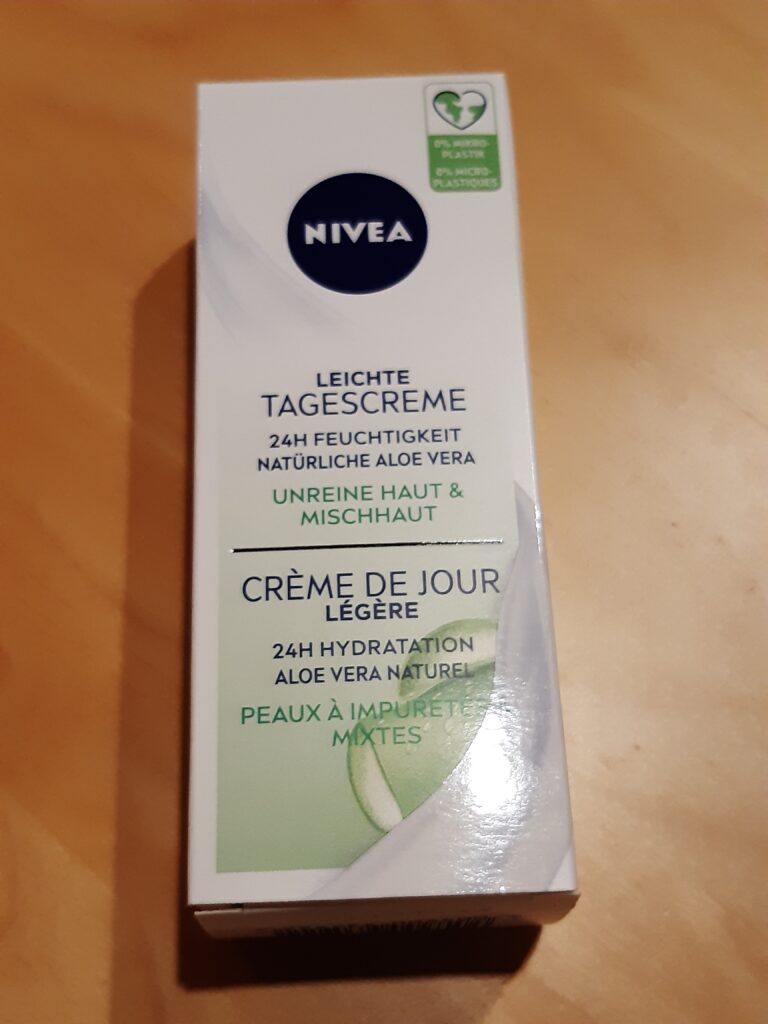 0% MIKRO-
PLASTIK
0% MICRO-
PLASTIQUES
NIVEA
LEICHTE
TAGESCREME
24H FEUCHTIGKEIT
NATÜRLICHE ALOE VERA
UNREINE HAUT &
MISCHHAUT
CRÈME DE JOUR
LÉGÈRE
24H HYDRATATION
ALOE VERA NATUREL
PEAUX À IMPURETÉS
MIXTES